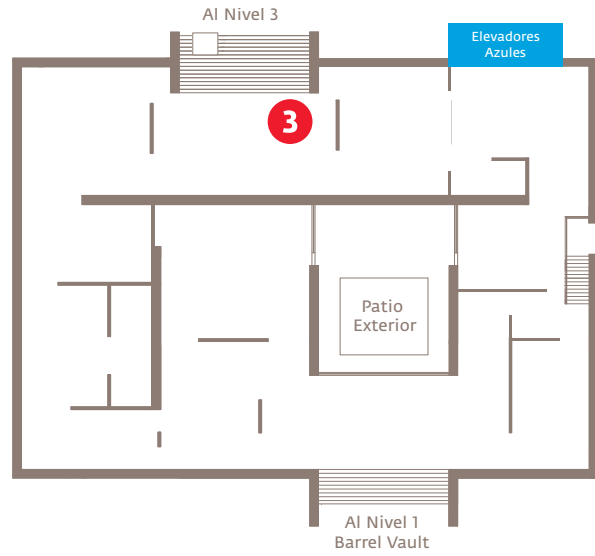 Al Nivel 3
Elevadores
Azules
3
Patio
Exterior
Al Nivel 1
Barrel Vault